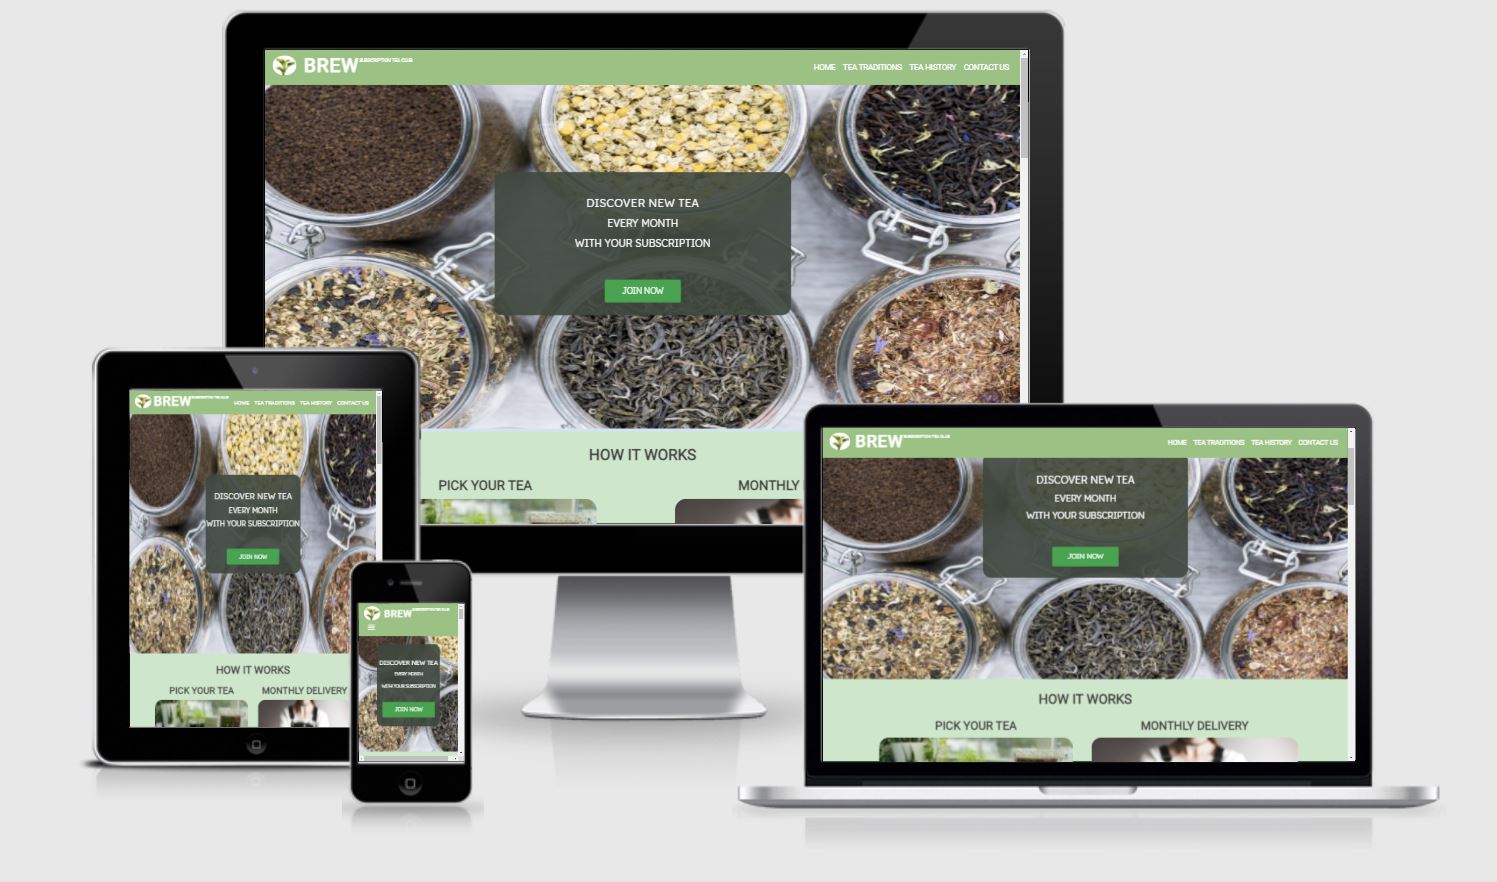 BREW SUBSCRIPTION TEA CLUB
HOME TEA TRADITIONS TEA HISTORY CONTACT US
DISCOVER NEW TEA
EVERY MONTH
WITH YOUR SUBSCRIPTION
JOIN NOW
HOW IT WORKS
PICK YOUR TEA MONTHLY
BREW SUBSCRIPTION TEA CLUB
HOME TEA TRADITIONS TEA HISTORY CONTACT US
DISCOVER NEW TEA
EVERY MONTH
WITH YOUR SUBSCRIPTION
JOIN NOW
HOW IT WORKS
PICK YOUR TEA MONTHLY DELIVERY
BREW SUBSCRIPTION TEA CLUB
DISCOVER NEW TEA
EVERY MONTH
WITH YOUR SUBSCRIPTION
JOIN NOW
BREW SUBSCRIPTION TEA CLUB
HOME TEA TRADITIONS TEA HISTORY CONTACT US
DISCOVER NEW TEA
EVERY MONTH
WITH YOUR SUBSCRIPTION
JOIN NOW
HOW IT WORKS
PICK YOUR TEA MONTHLY DELIVERY